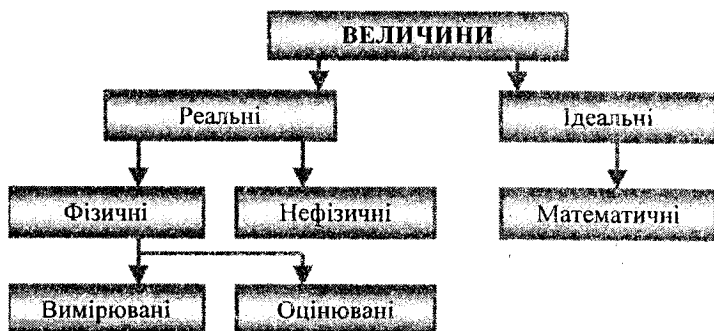 ВЕЛИЧИНИ
Реальні
Ідеальні
Фізичні
Нефізичні
Математичні
Вимірювані
Оцінювані